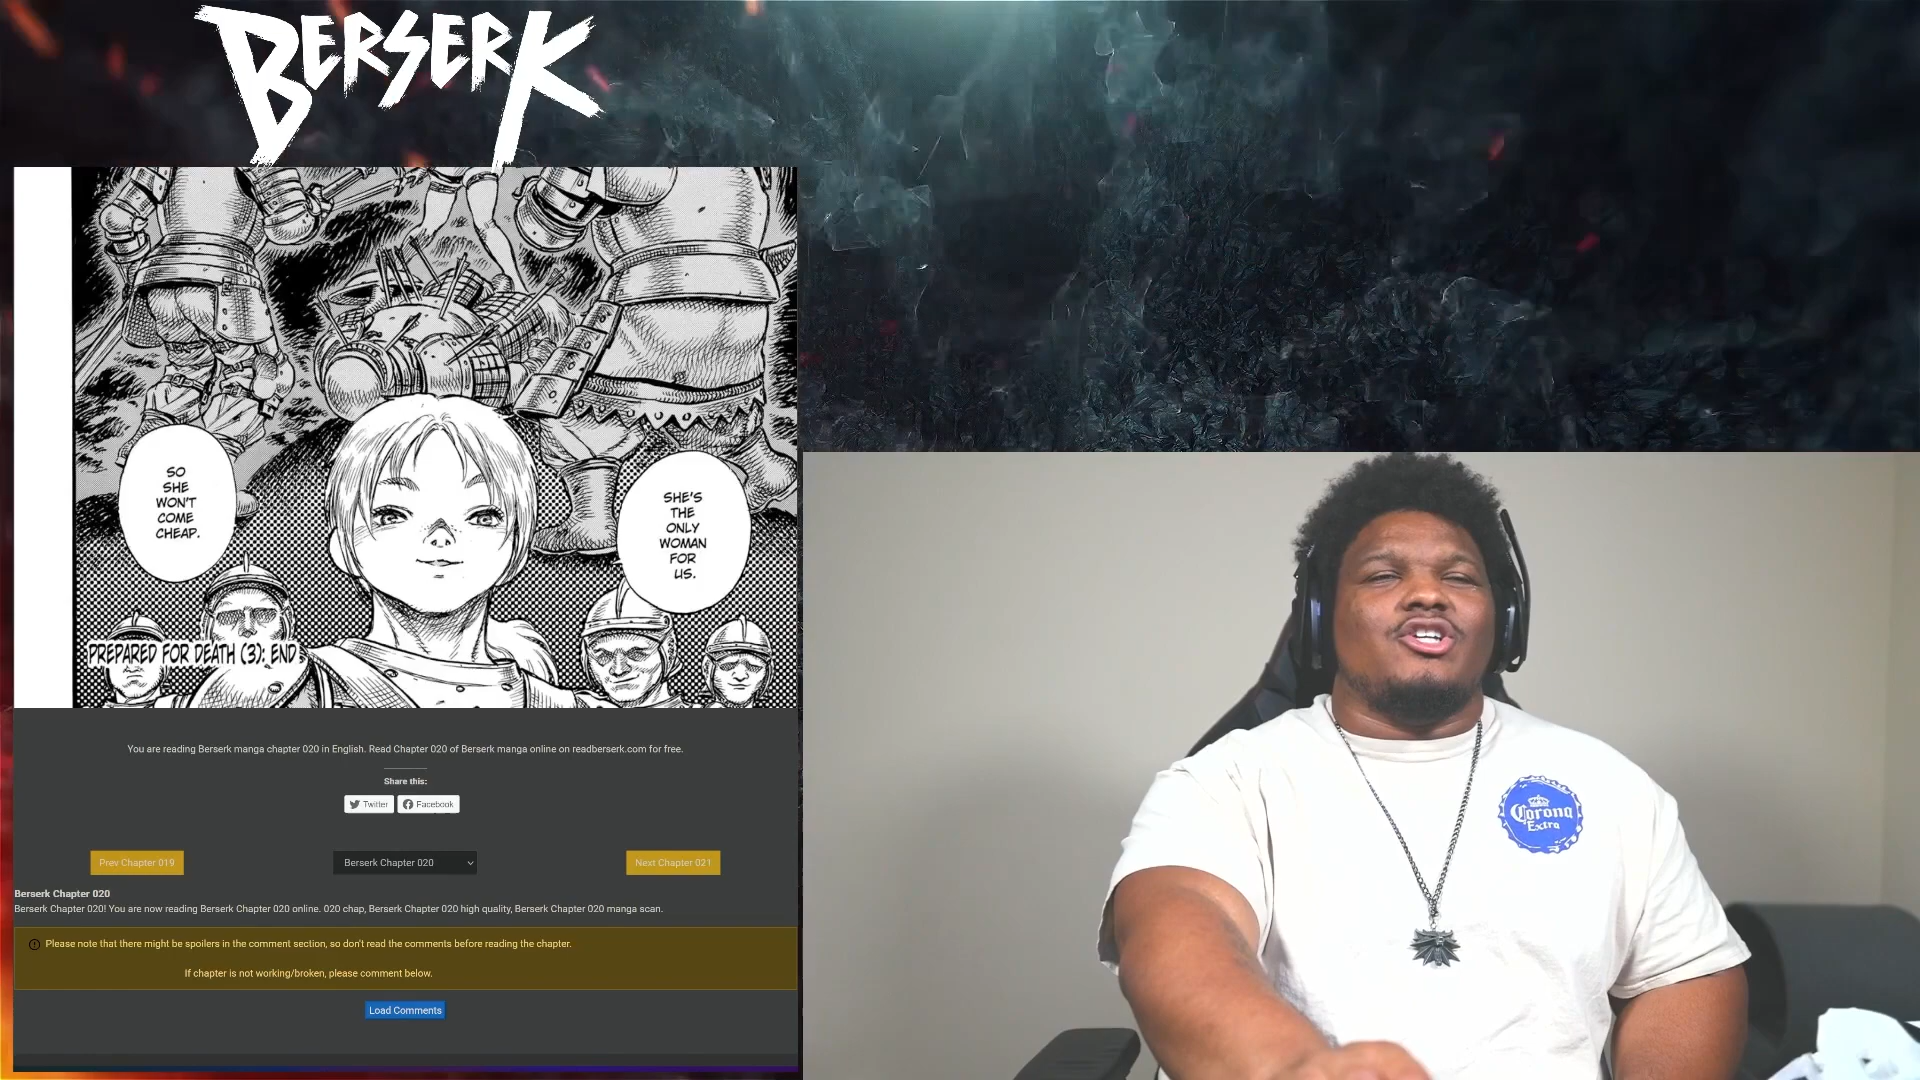 BERSERK
SO
SHE
WON'T
COME
CHEAP.
SHE'S
THE
ONLY
WOMAN
FOR
US.
PREPARED FOR DEATH (3): END
You are reading Berserk manga chapter 020 in English. Read Chapter 020 of Berserk manga online on readberserk.com for free.
Share this:
Twitter
Facebook
Prev Chapter 019
Berserk Chapter 020
Next Chapter 021
Berserk Chapter 020
Berserk Chapter 020! You are now reading Berserk Chapter 020 online. 020 chap, Berserk Chapter 020 high quality, Berserk Chapter 020 manga scan.
Please note that there might be spoilers in the comment section, so don't read the comments before reading the chapter.
If chapter is not working/broken, please comment below.
Load Comments
Corona
Extra